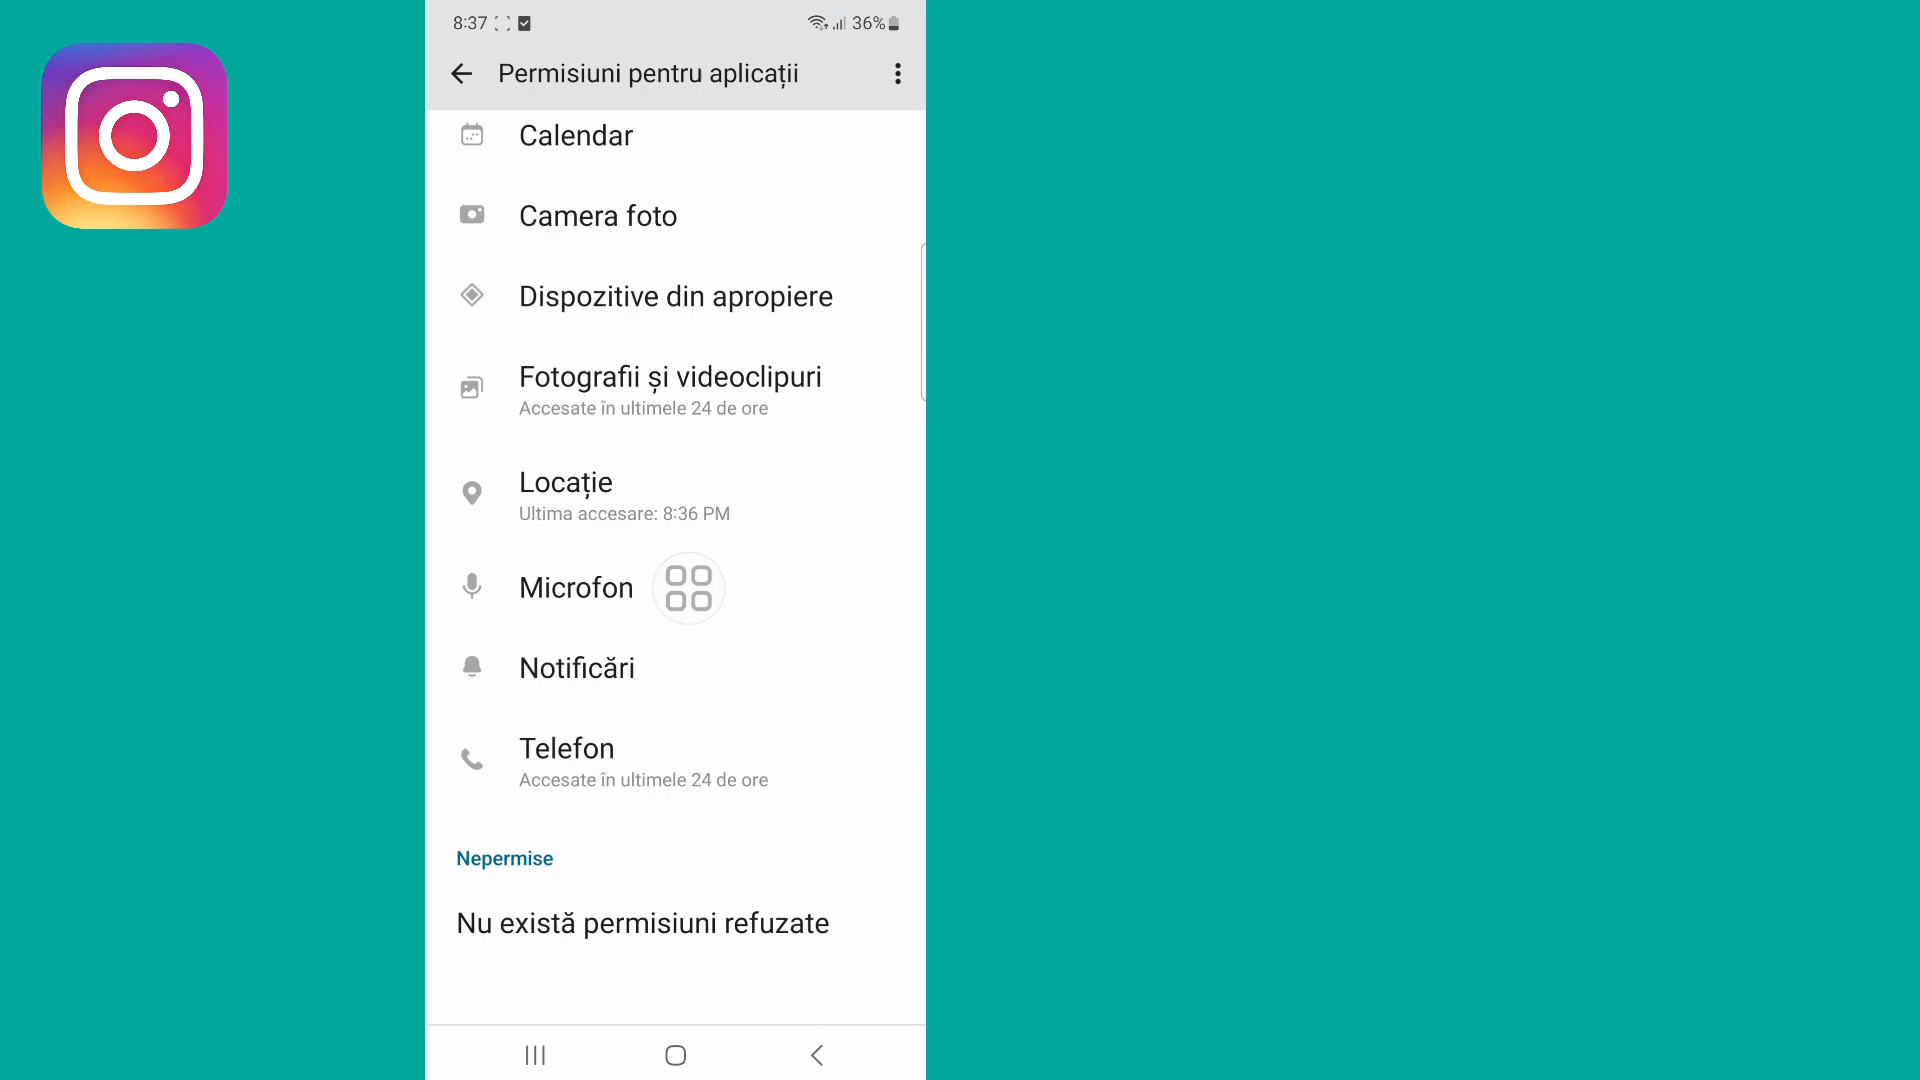 8:37
36%
Permisiuni pentru aplicații
Calendar
Camera foto
Dispozitive din apropiere
Fotografii și videoclipuri
Accesate în ultimele 24 de ore
Locație
Ultima accesare: 8:36 PM
Microfon
Notificări
Telefon
Accesate în ultimele 24 de ore
Nepermise
Nu există permisiuni refuzate